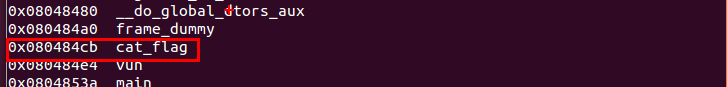 0x08048480 __do_global_dtors_aux
0x080484a0 frame_dummy
0x080484cb cat_flag
0x080484e4 vun
0x0804853a main